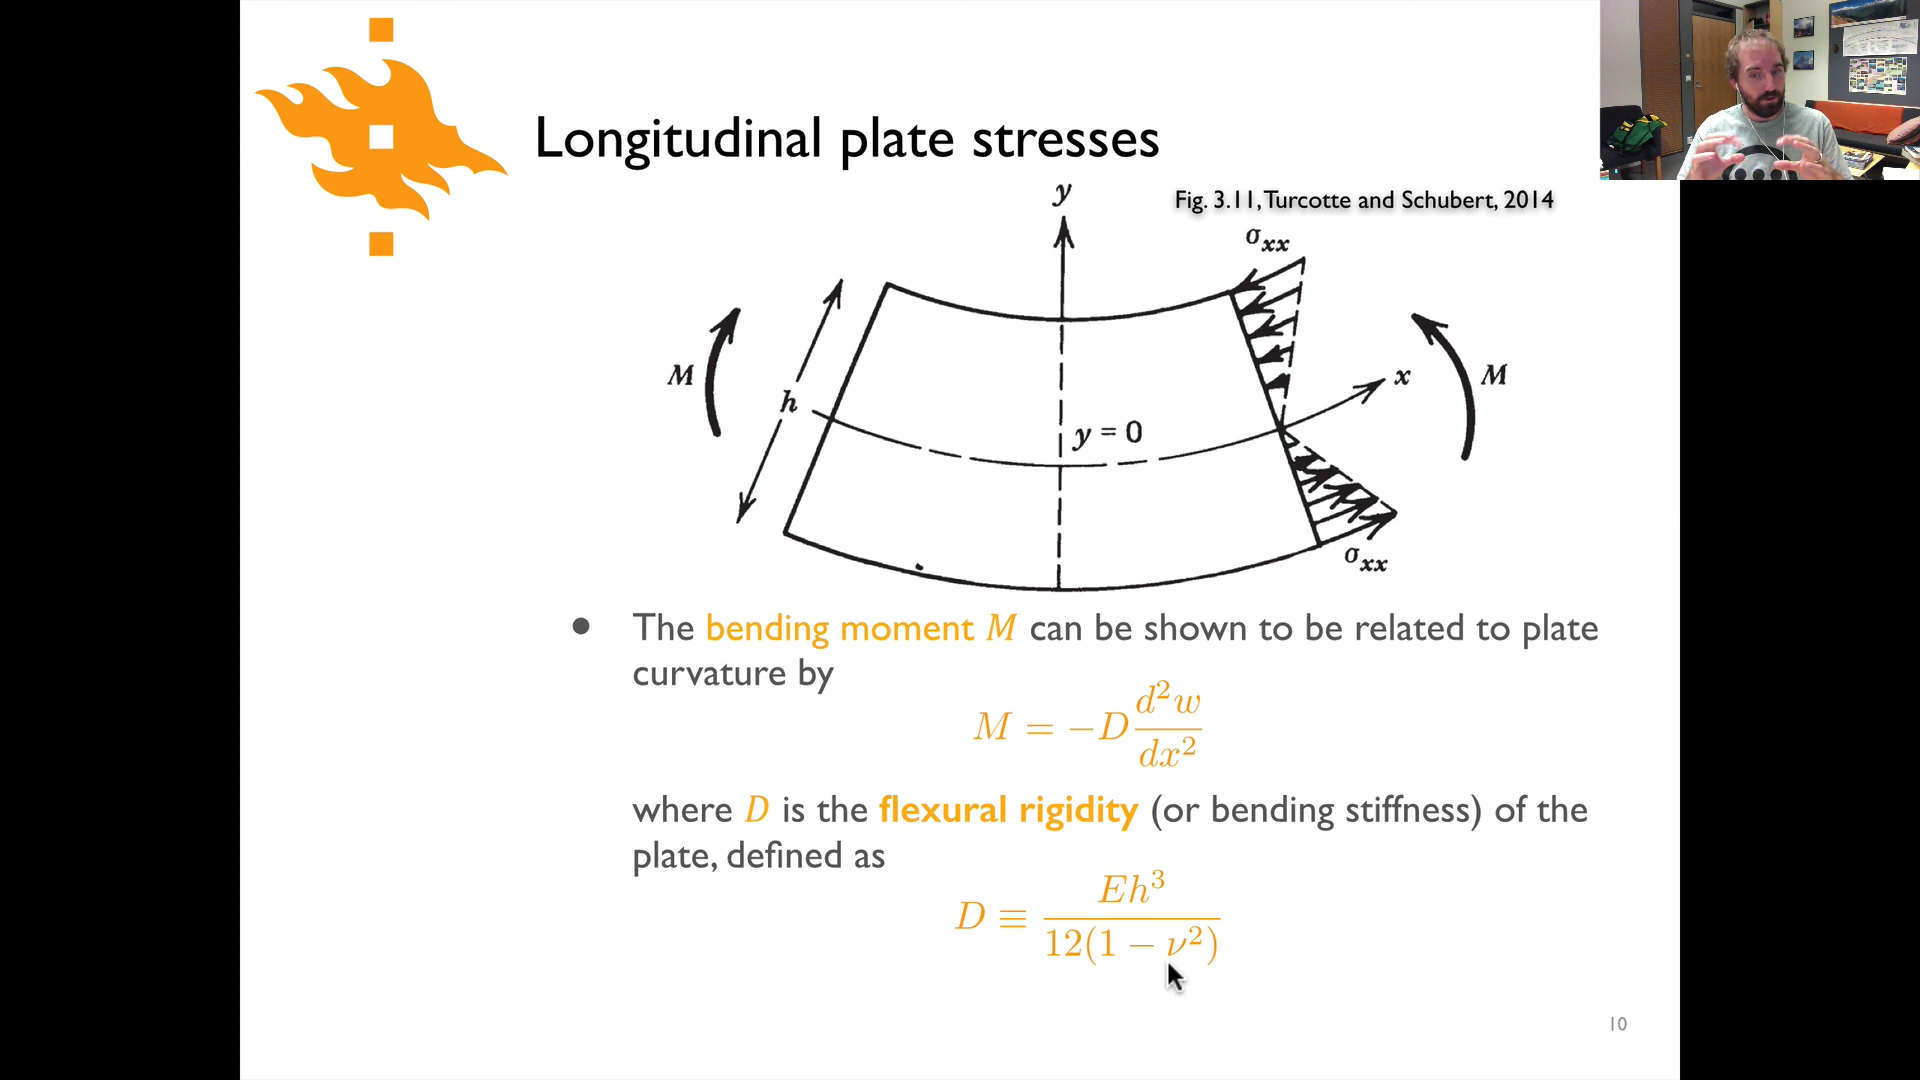 Longitudinal plate stresses
Fig. 3.11, Turcotte and Schubert, 2014
y
σxx
M
h
x
M
y = 0
σxx
● The bending moment M can be shown to be related to plate
curvature by
M = −D d²w/dx²
where D is the flexural rigidity (or bending stiffness) of the
plate, defined as
D ≡ Eh³/12(1 − ν²)
10